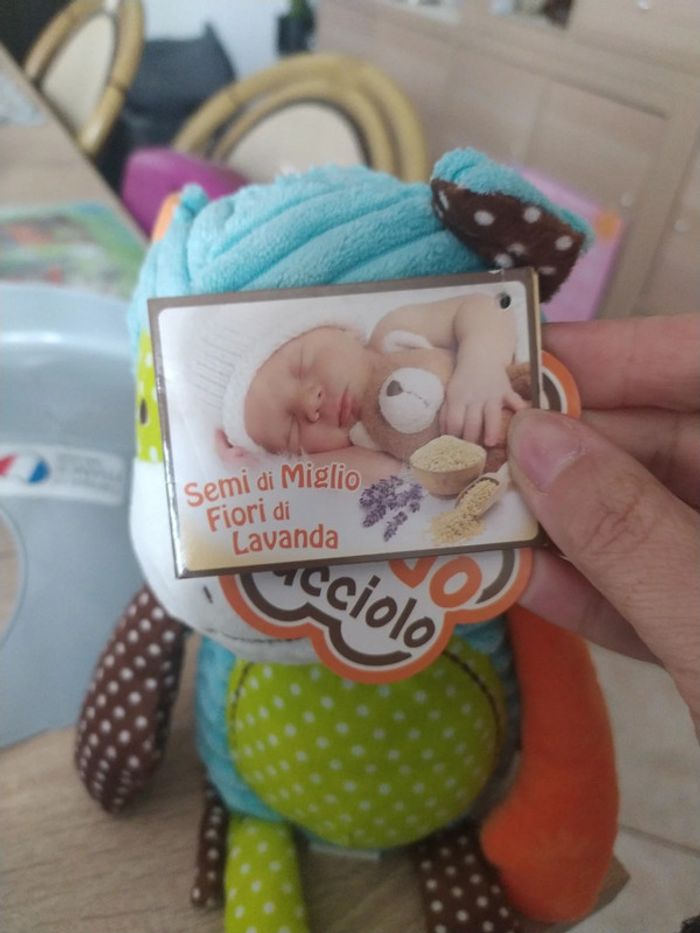 Semi di Miglio
Fiori di
Lavanda
cciolo